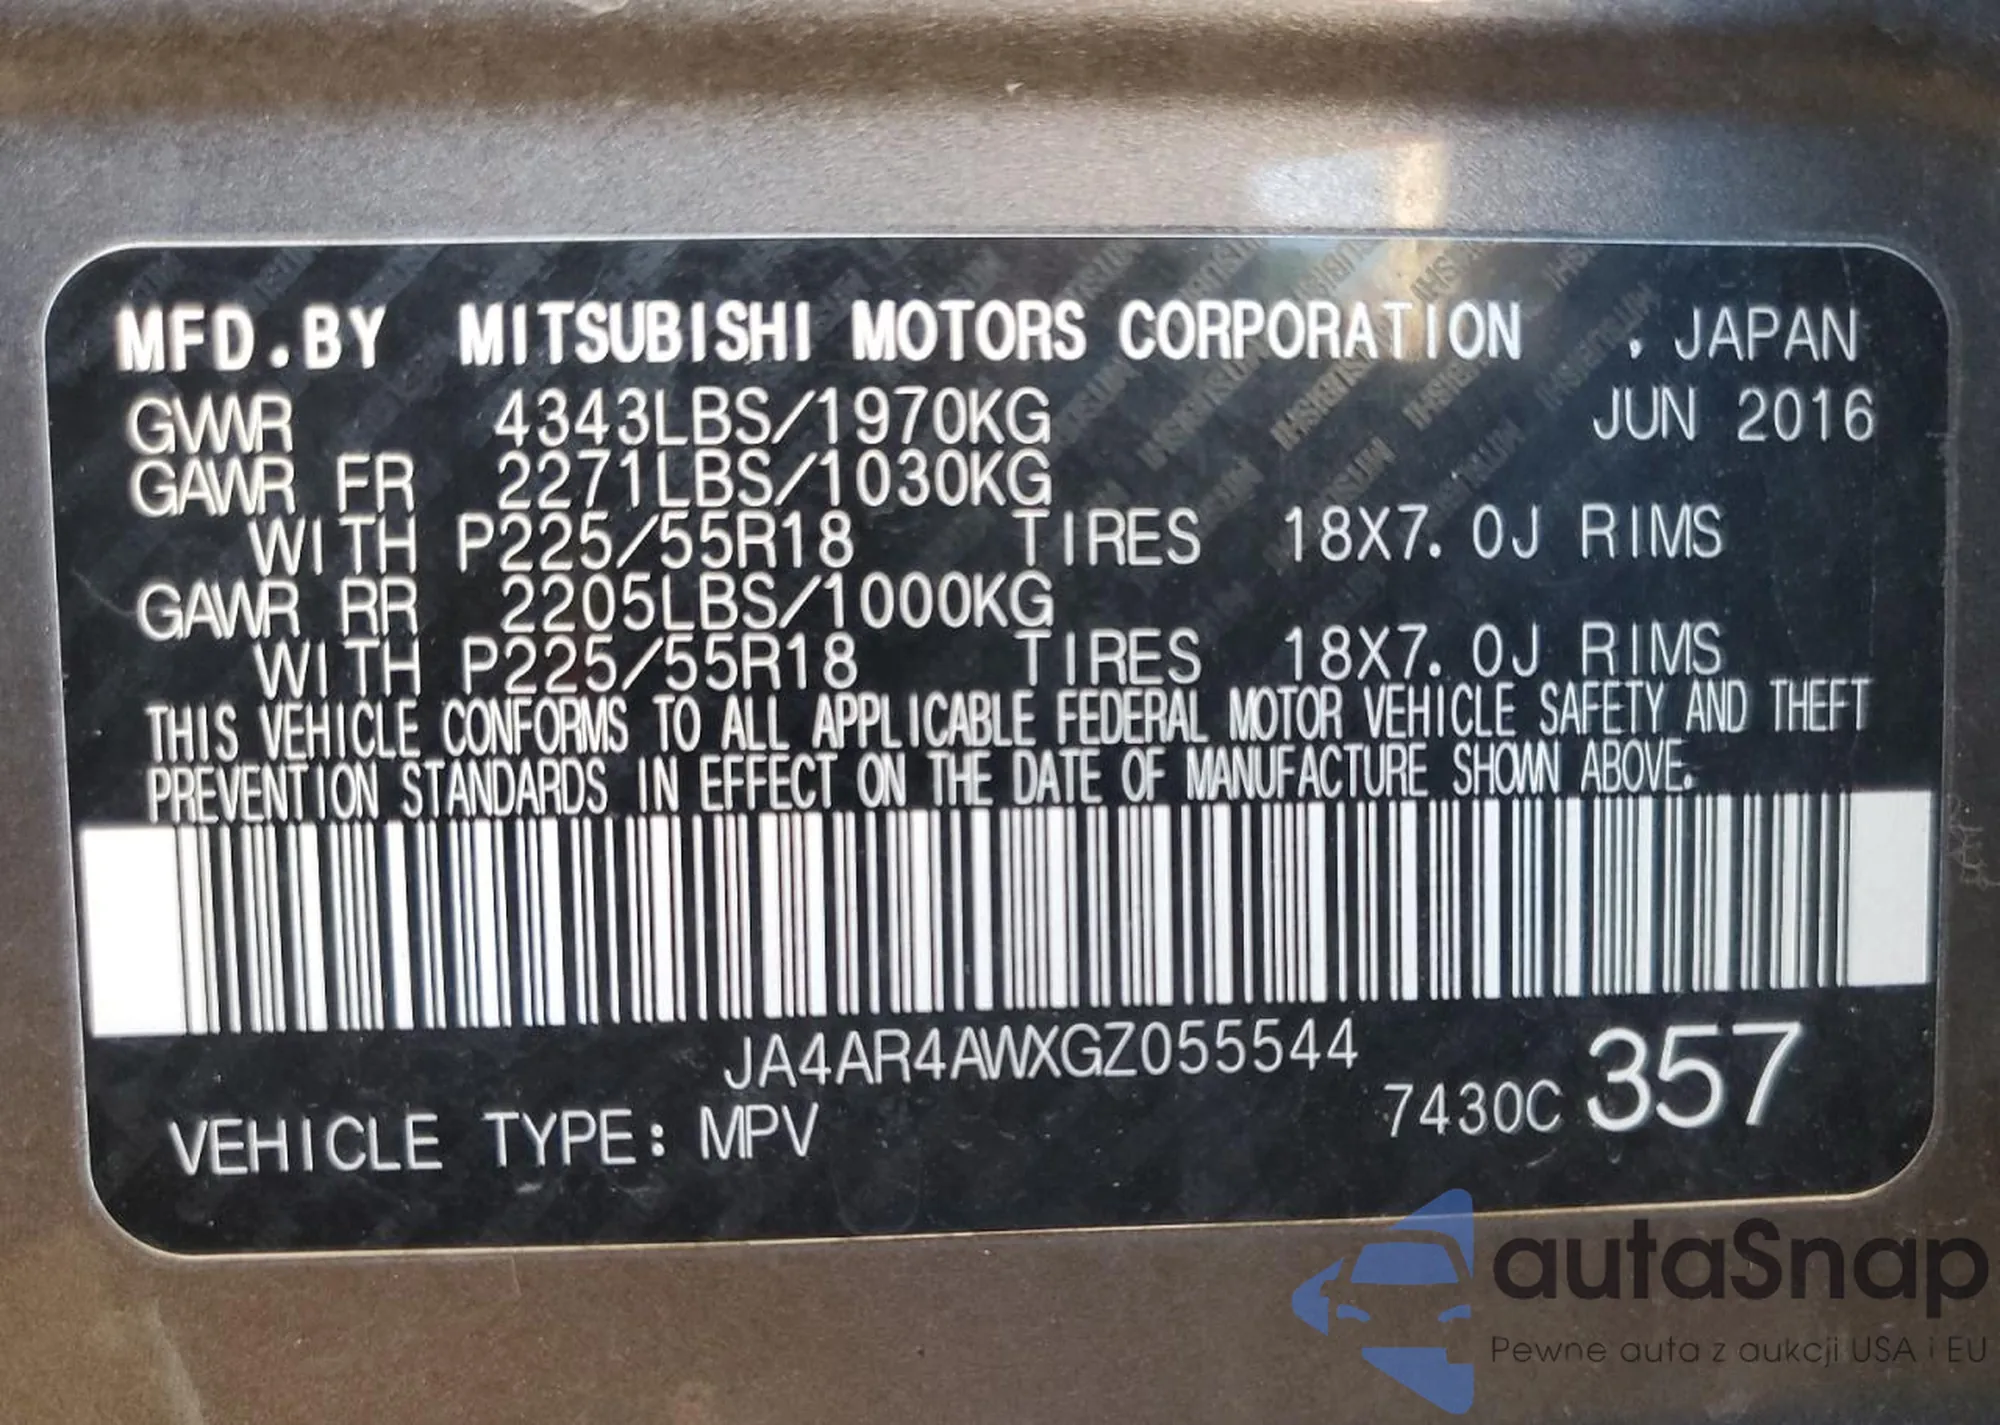 MFD.BY MITSUBISHI MOTORS CORPORATION . JAPAN
GVWR 4343LBS/1970KG JUN 2016
GAWR FR 2271LBS/1030KG
WITH P225/55R18 TIRES 18X7.0J RIMS
GAWR RR 2205LBS/1000KG
WITH P225/55R18 TIRES 18X7.0J RIMS
THIS VEHICLE CONFORMS TO ALL APPLICABLE FEDERAL MOTOR VEHICLE SAFETY AND THEFT
PREVENTION STANDARDS IN EFFECT ON THE DATE OF MANUFACTURE SHOWN ABOVE.
JA4AR4AWXGZ055544
VEHICLE TYPE: MPV 7430C 357
autaSnap
Pewne auta z aukcji USA i EU